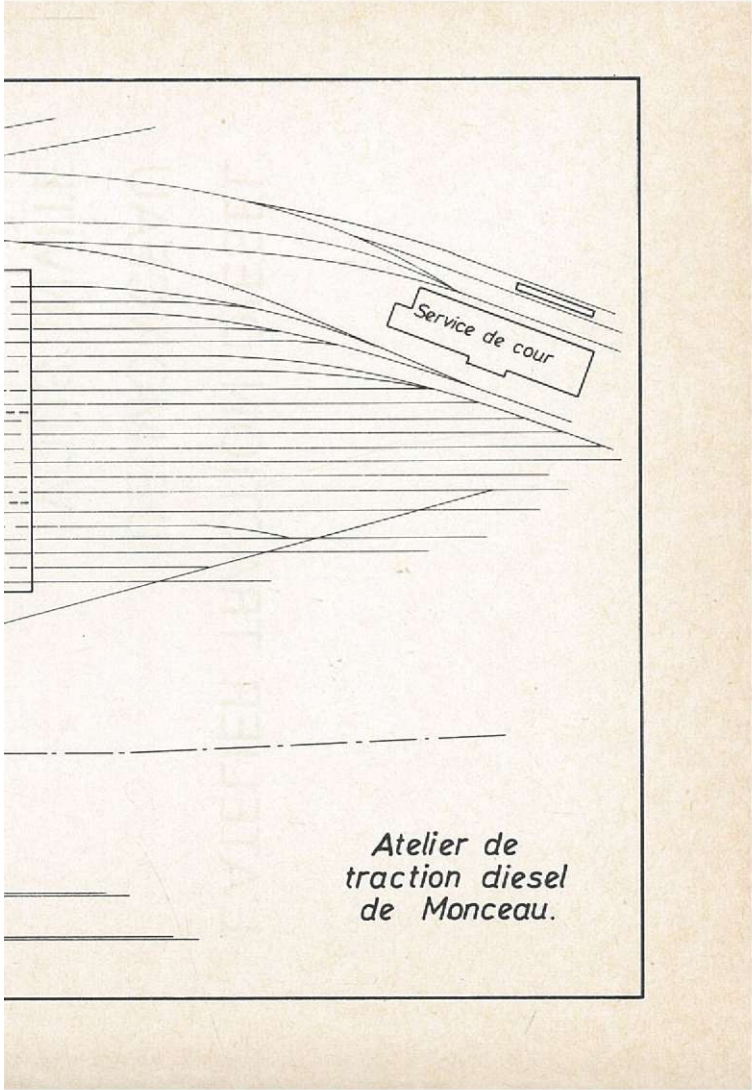 Service de cour
Atelier de
traction diesel
de Monceau.